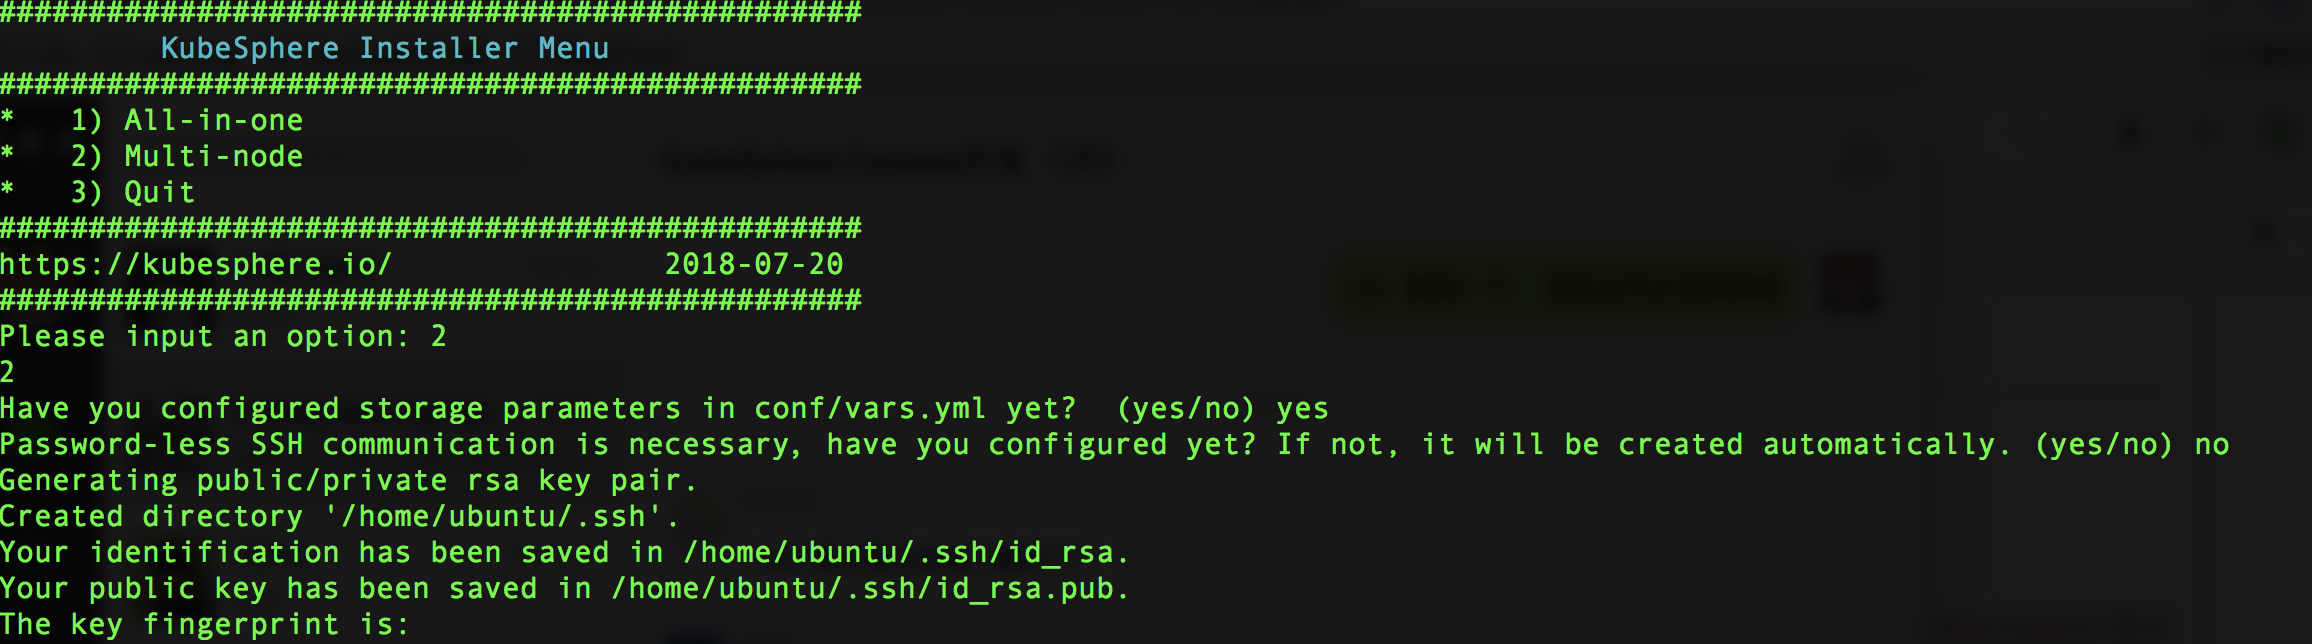 ################################################
KubeSphere Installer Menu
################################################
* 1) All-in-one
* 2) Multi-node
* 3) Quit
################################################
https://kubesphere.io/ 2018-07-20
################################################
Please input an option: 2
2
Have you configured storage parameters in conf/vars.yml yet?  (yes/no) yes
Password-less SSH communication is necessary, have you configured yet? If not, it will be created automatically. (yes/no) no
Generating public/private rsa key pair.
Created directory '/home/ubuntu/.ssh'.
Your identification has been saved in /home/ubuntu/.ssh/id_rsa.
Your public key has been saved in /home/ubuntu/.ssh/id_rsa.pub.
The key fingerprint is: